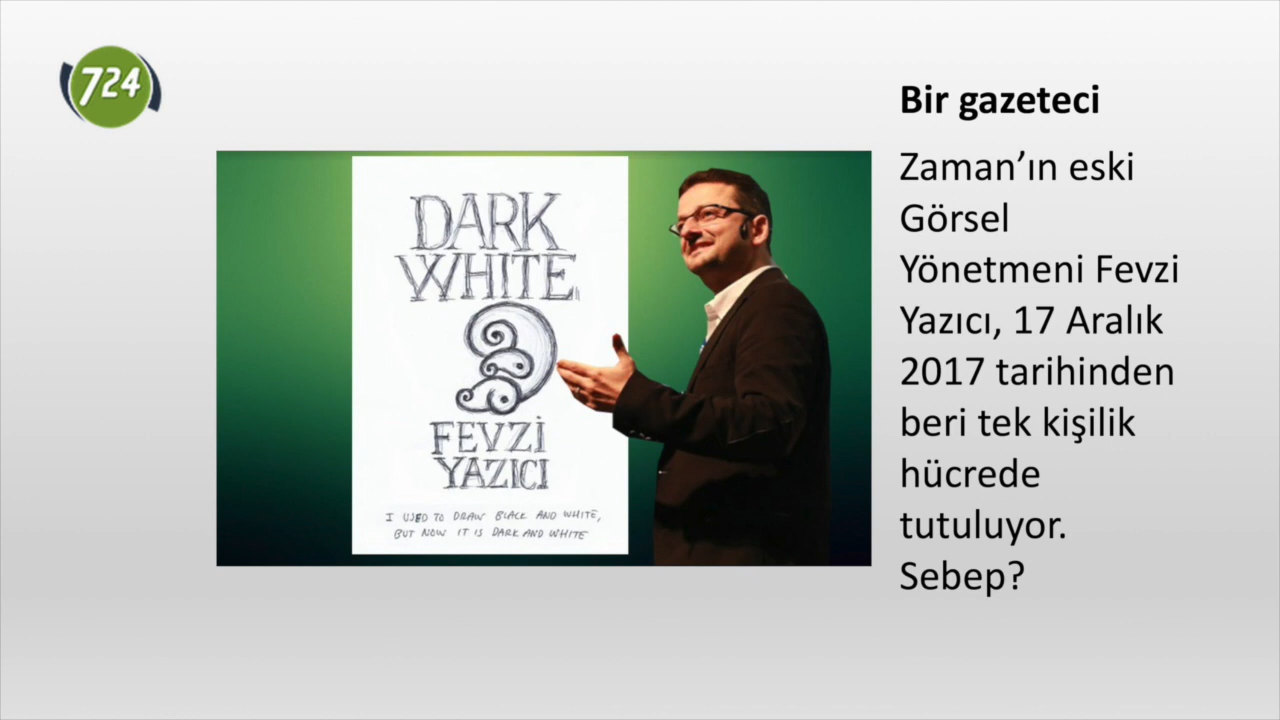 724
Bir gazeteci
Zaman’ın eski
Görsel
Yönetmeni Fevzi
Yazıcı, 17 Aralık
2017 tarihinden
beri tek kişilik
hücrede
tutuluyor.
Sebep?
DARK
WHITE
FEVZİ
YAZICI
I USED TO DRAW BLACK AND WHITE,
BUT NOW IT IS DARK AND WHITE